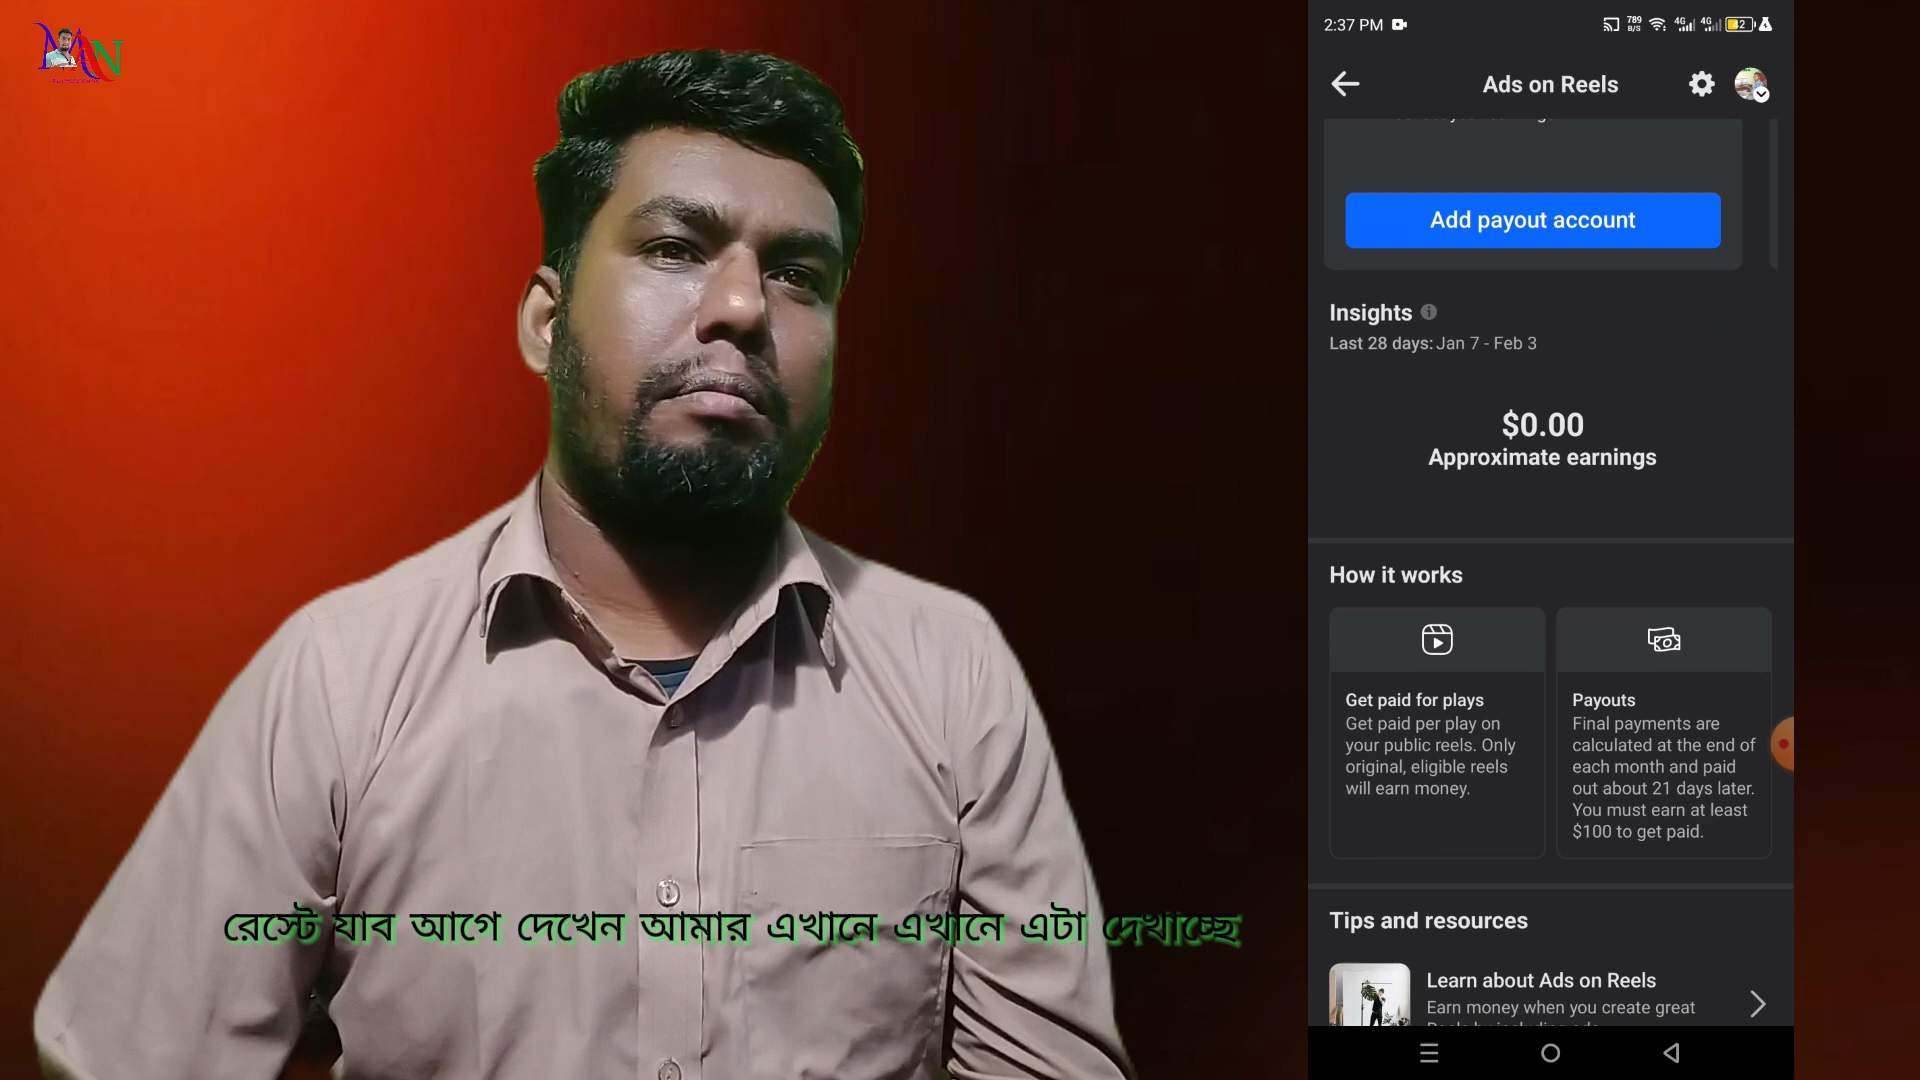 2:37 PM
789
B/S
4G
4G
2
Ads on Reels
Add payout account
Insights
Last 28 days: Jan 7 - Feb 3
$0.00
Approximate earnings
How it works
Get paid for plays
Get paid per play on
your public reels. Only
original, eligible reels
will earn money.
Payouts
Final payments are
calculated at the end of
each month and paid
out about 21 days later.
You must earn at least
$100 to get paid.
Tips and resources
Learn about Ads on Reels
Earn money when you create great
রেস্টে যাব আগে দেখেন আমার এখানে এখানে এটা দেখাচ্ছে